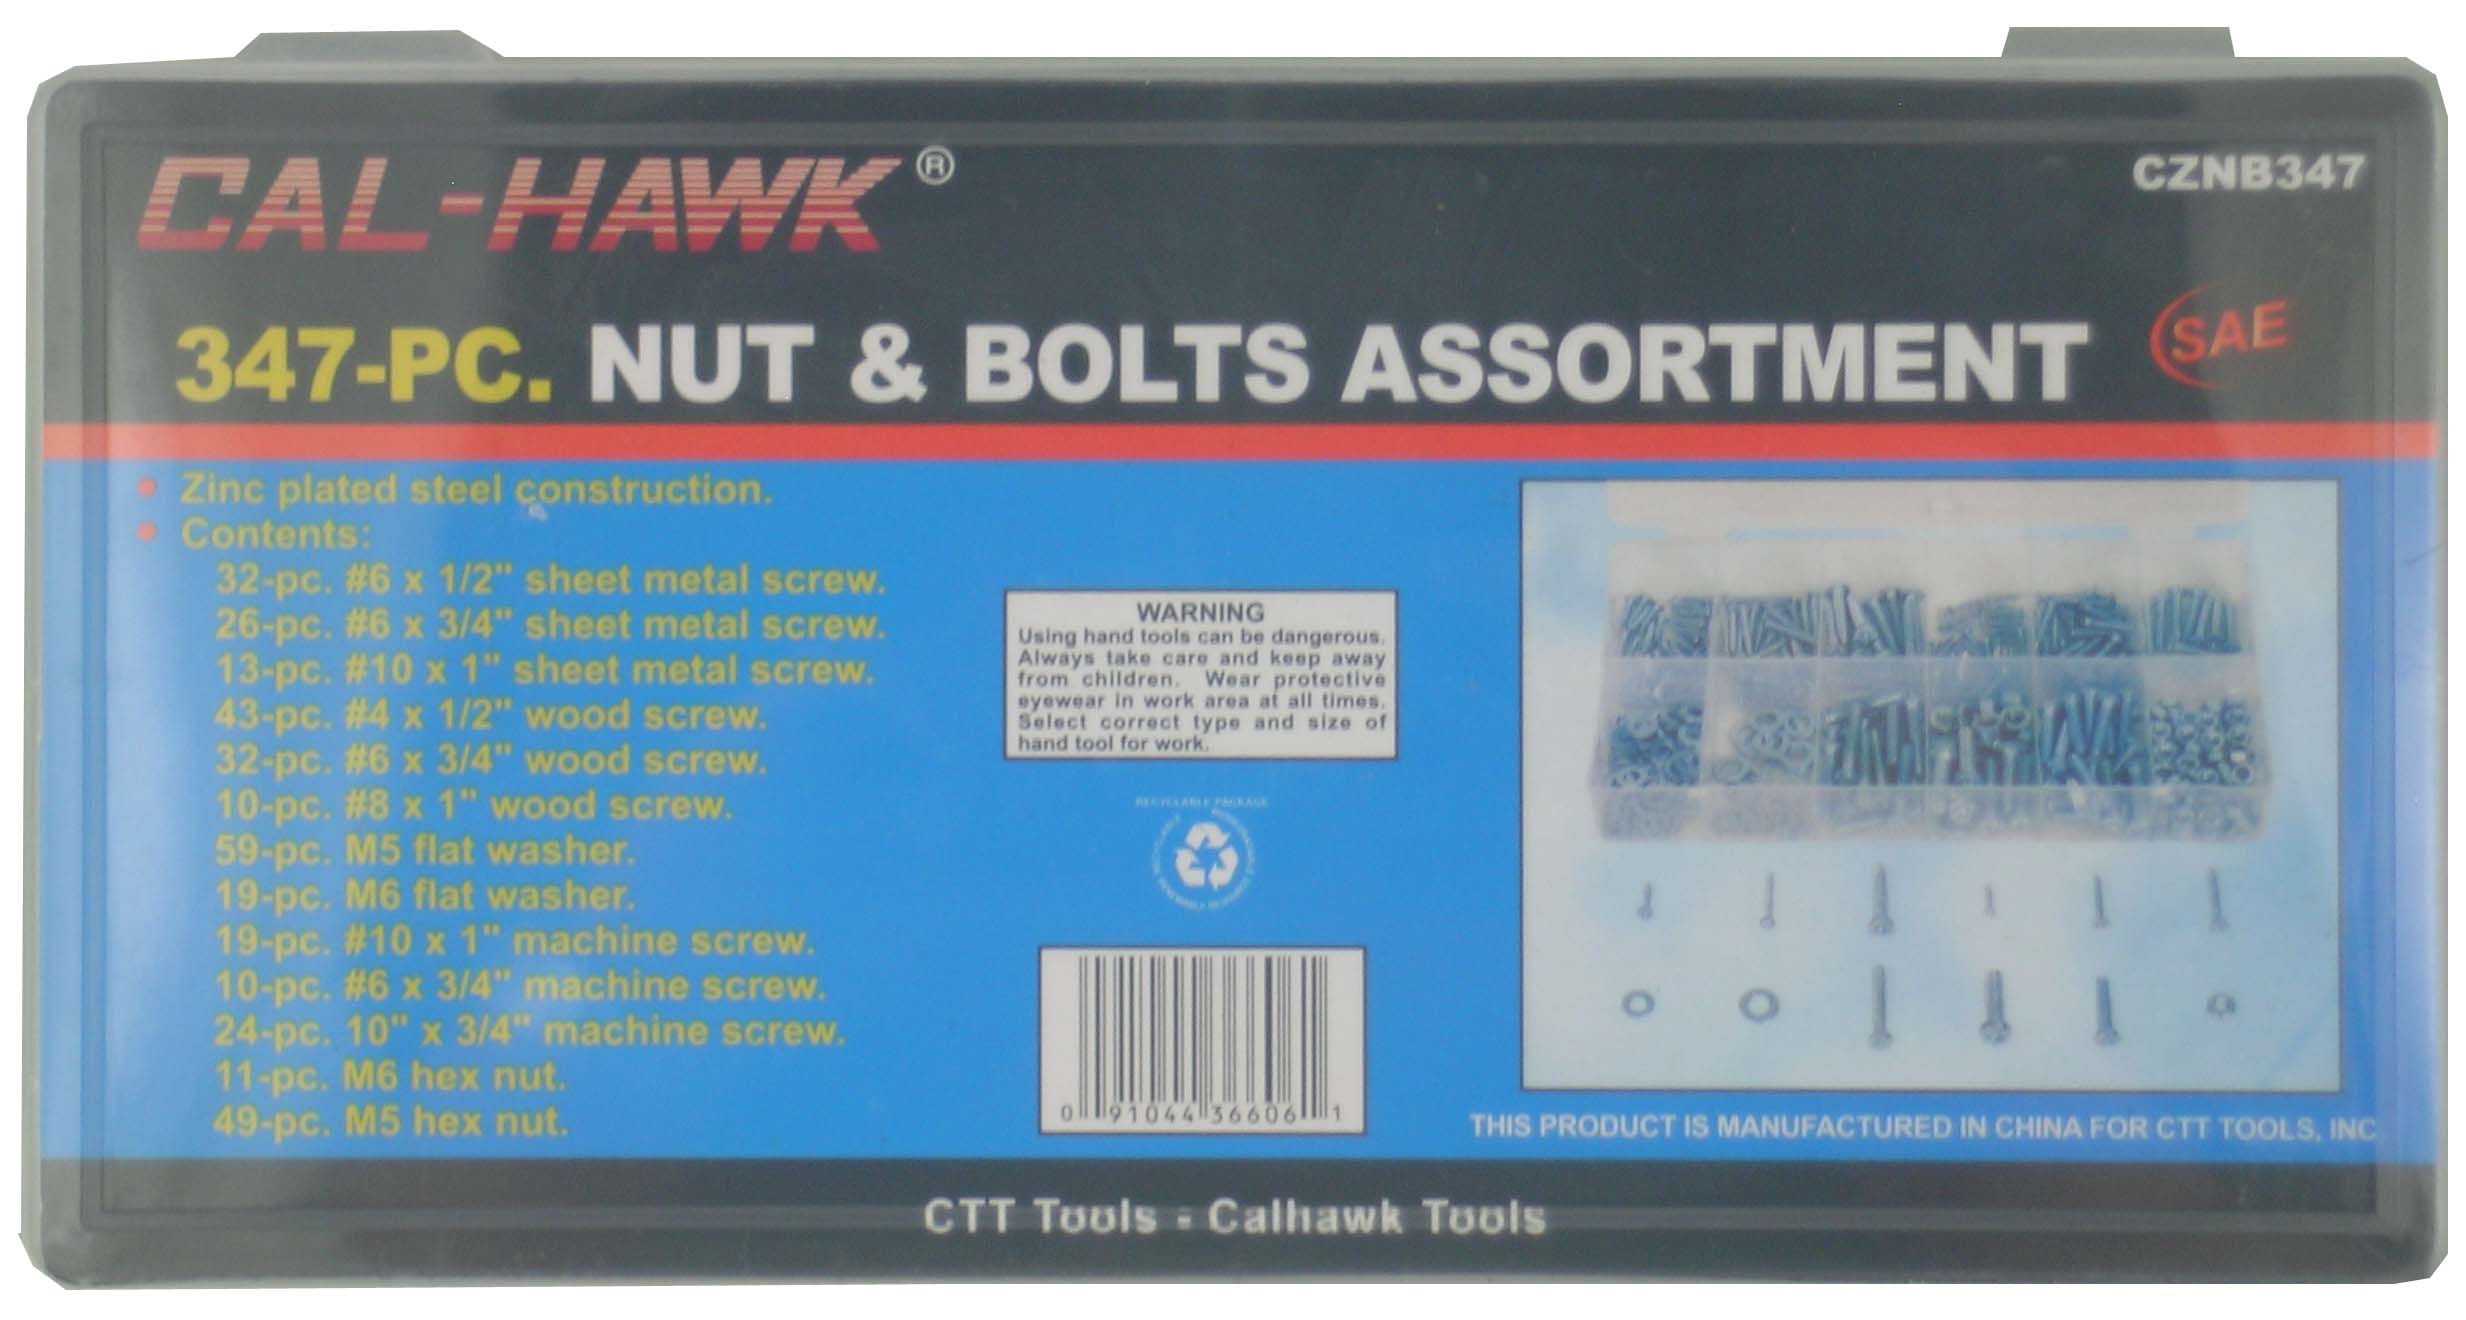 CAL-HAWK®
CZNB347
347-PC. NUT & BOLTS ASSORTMENT
SAE
• Zinc plated steel construction.
• Contents:
32-pc. #6 x 1/2" sheet metal screw.
26-pc. #6 x 3/4" sheet metal screw.
13-pc. #10 x 1" sheet metal screw.
43-pc. #4 x 1/2" wood screw.
32-pc. #6 x 3/4" wood screw.
10-pc. #8 x 1" wood screw.
59-pc. M5 flat washer.
19-pc. M6 flat washer.
19-pc. #10 x 1" machine screw.
10-pc. #6 x 3/4" machine screw.
24-pc. 10" x 3/4" machine screw.
11-pc. M6 hex nut.
49-pc. M5 hex nut.
WARNING
Using hand tools can be dangerous.
Always take care and keep away
from children. Wear protective
eyewear in work area at all times.
Select correct type and size of
hand tool for work.
RECYCLABLE PACKAGE
0 91044 36606 1
THIS PRODUCT IS MANUFACTURED IN CHINA FOR CTT TOOLS, INC
CTT Tools - Calhawk Tools